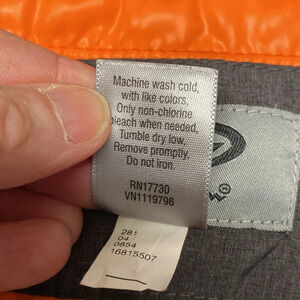 Machine wash cold,
with like colors.
Only non-chlorine
bleach when needed,
Tumble dry low,
Remove promptly,
Do not iron.
RN17730
VN1119796
281
04
0854
16815507